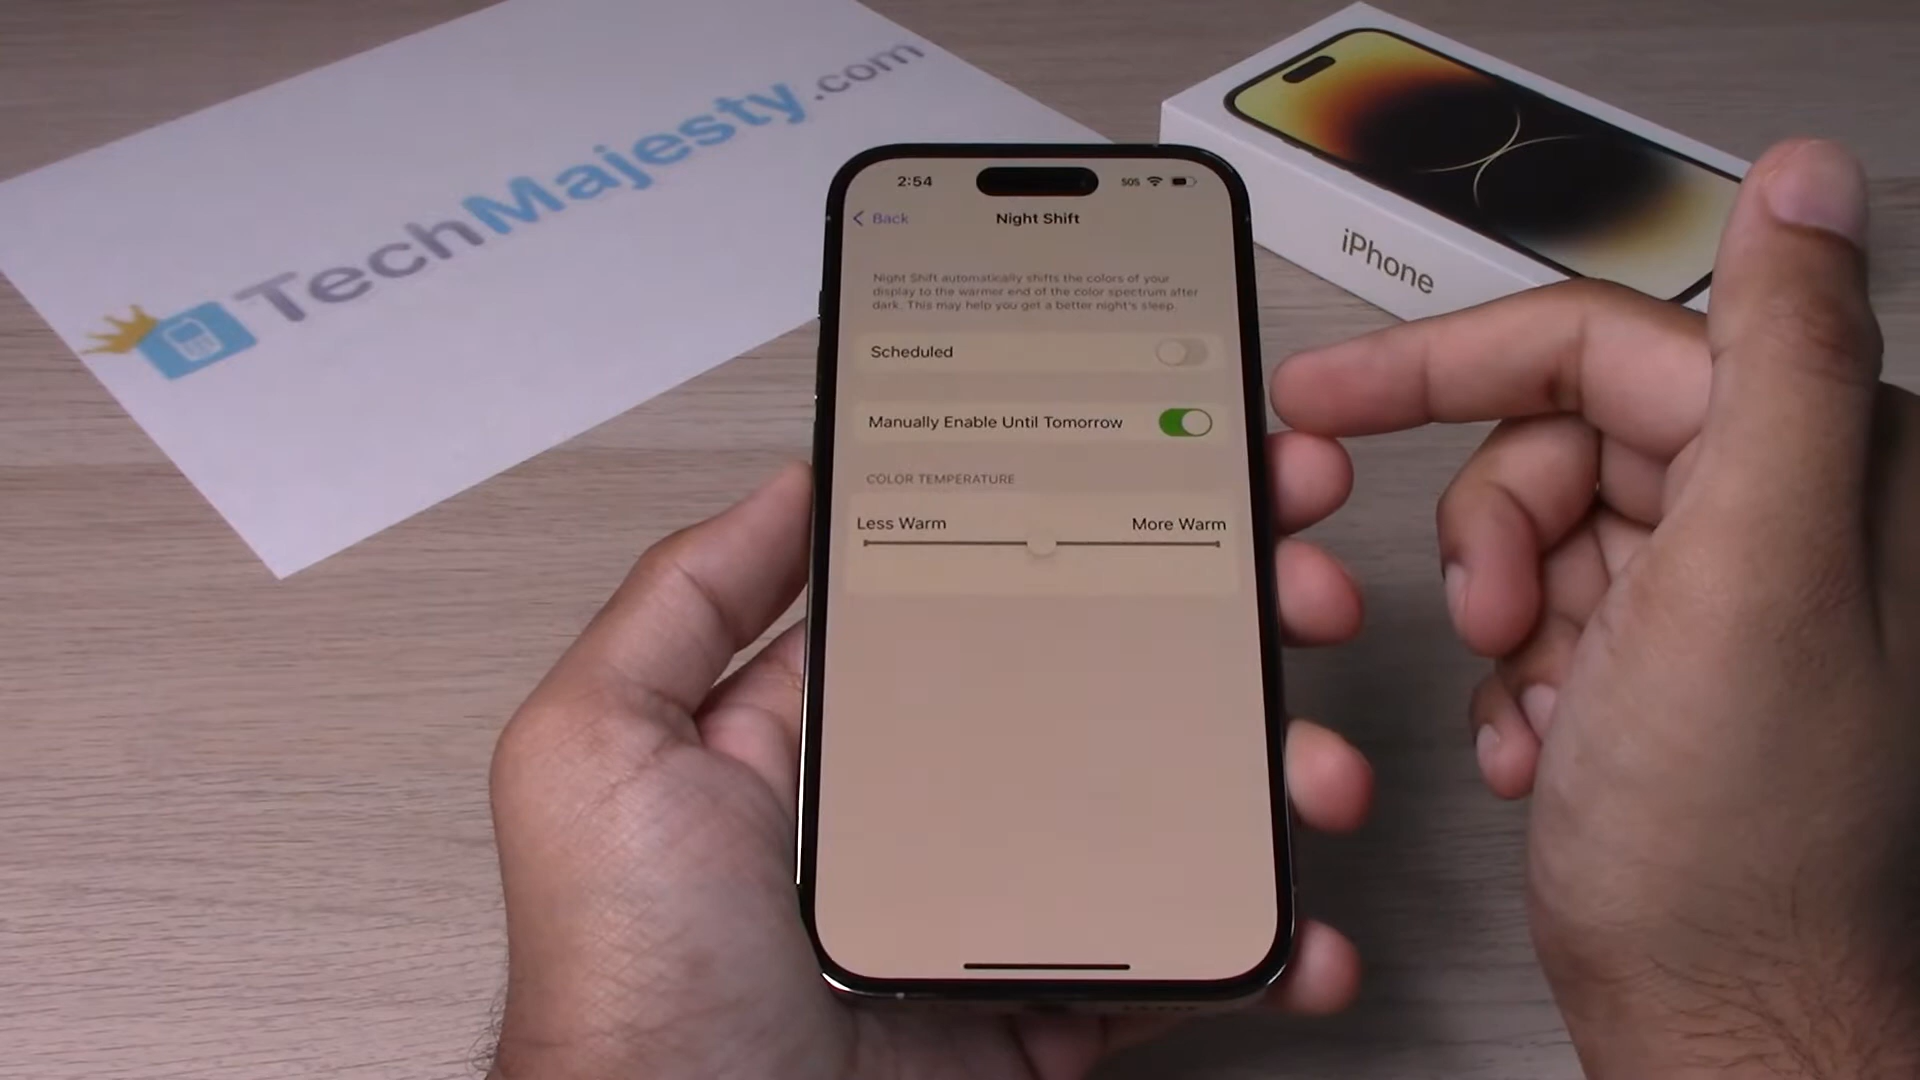 TechMajesty.com
iPhone
2:54
SOS
Back
Night Shift
Night Shift automatically shifts the colors of your
display to the warmer end of the color spectrum after
dark. This may help you get a better night's sleep.
Scheduled
Manually Enable Until Tomorrow
COLOR TEMPERATURE
Less Warm
More Warm